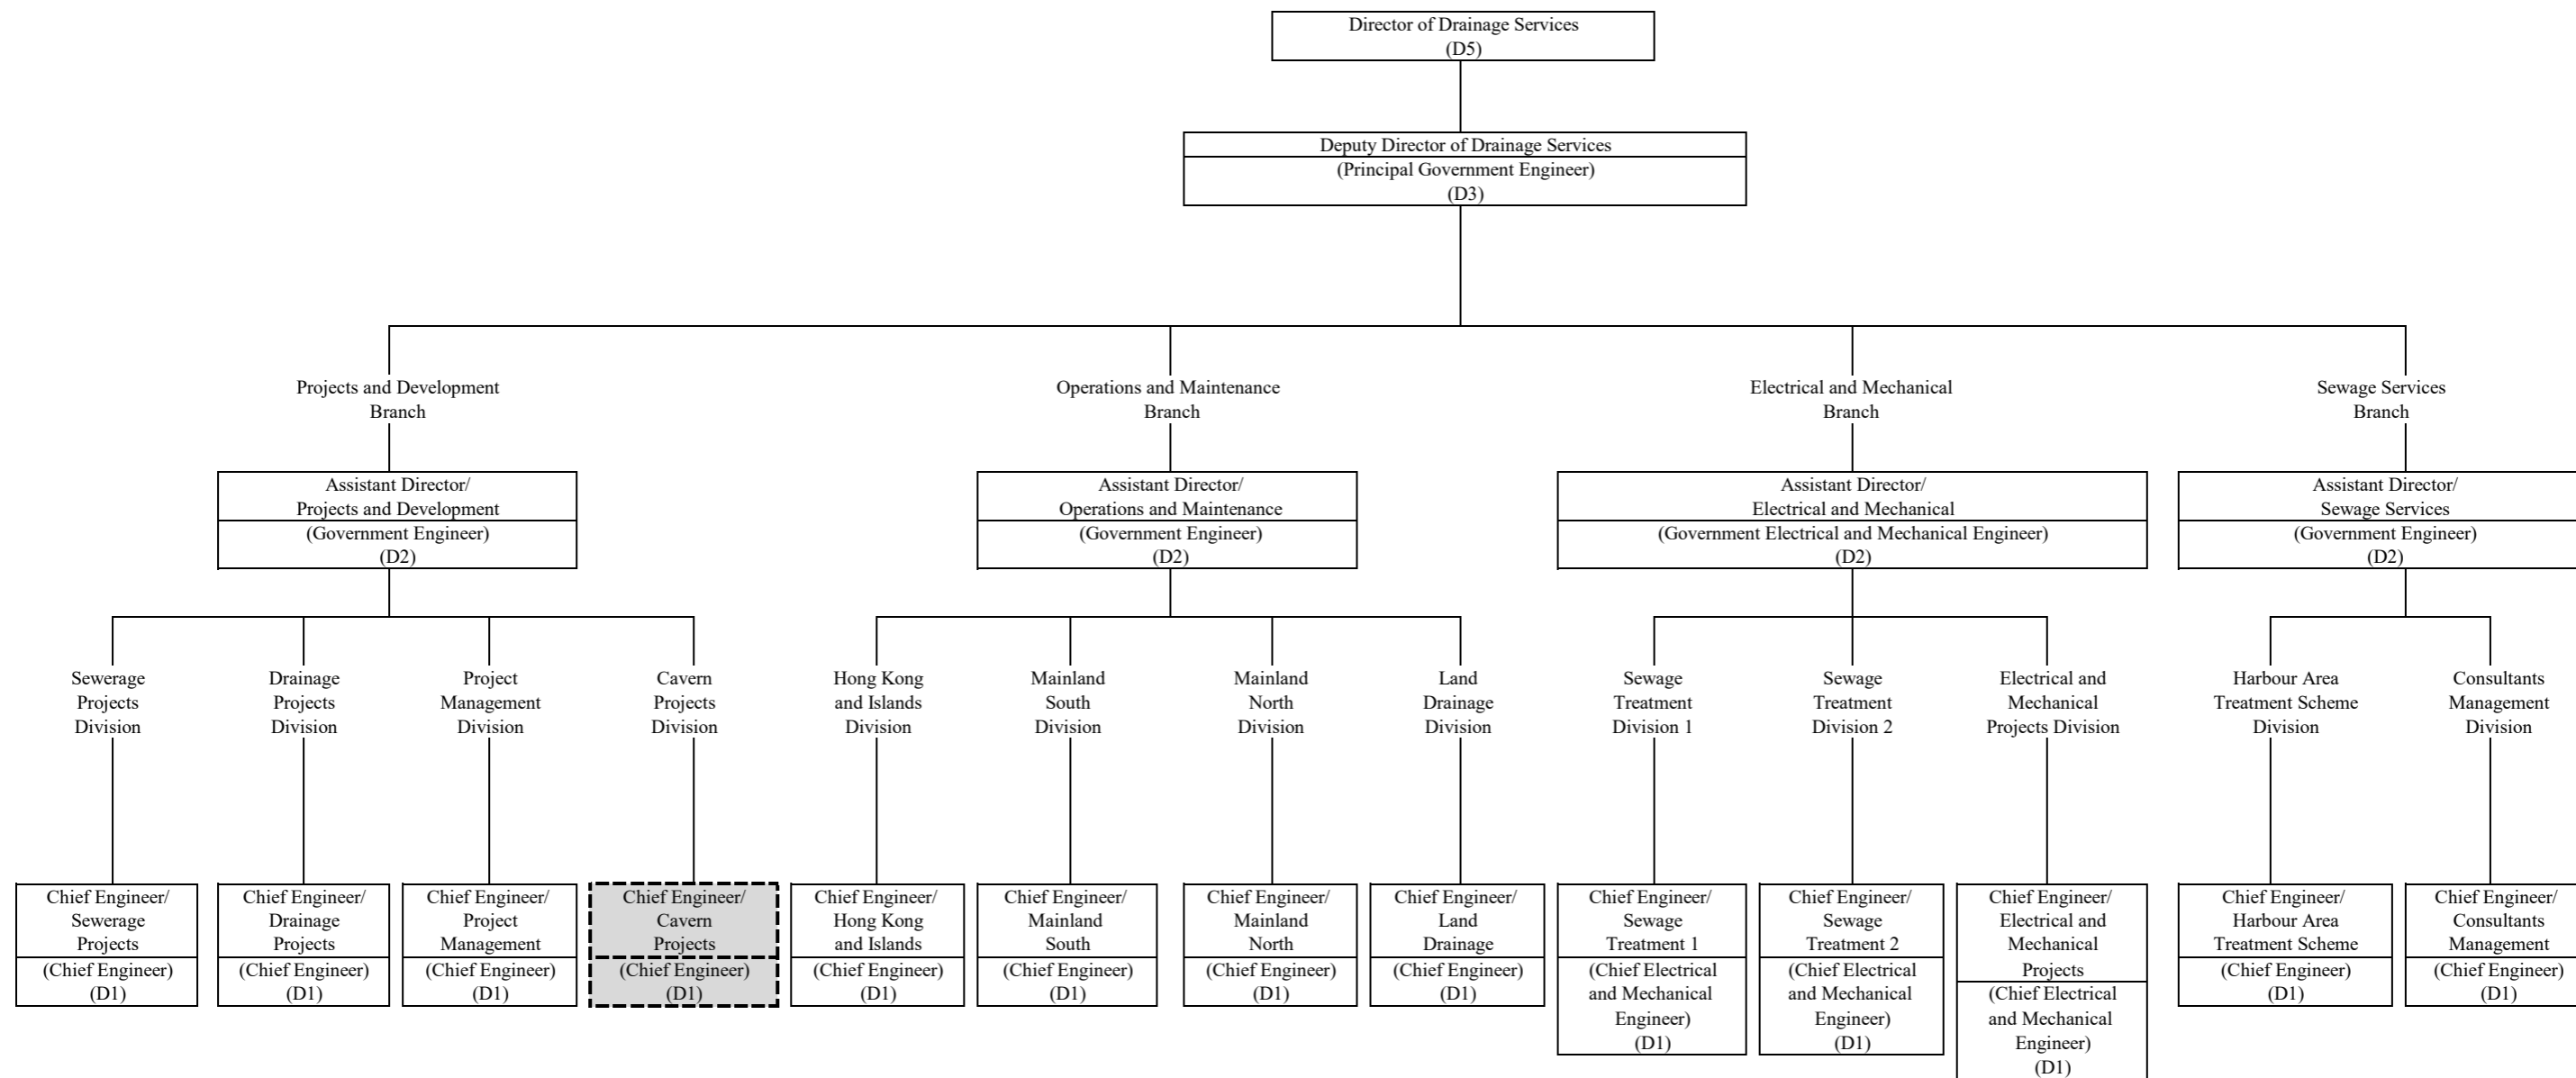 Director of Drainage Services
(D5)
Deputy Director of Drainage Services
(Principal Government Engineer)
(D3)
Projects and Development
Branch
Operations and Maintenance
Branch
Electrical and Mechanical
Branch
Sewage Services
Branch
Assistant Director/
Projects and Development
(Government Engineer)
(D2)
Assistant Director/
Operations and Maintenance
(Government Engineer)
(D2)
Assistant Director/
Electrical and Mechanical
(Government Electrical and Mechanical Engineer)
(D2)
Assistant Director/
Sewage Services
(Government Engineer)
(D2)
Sewerage
Projects
Division
Drainage
Projects
Division
Project
Management
Division
Cavern
Projects
Division
Hong Kong
and Islands
Division
Mainland
South
Division
Mainland
North
Division
Land
Drainage
Division
Sewage
Treatment
Division 1
Sewage
Treatment
Division 2
Electrical and
Mechanical
Projects Division
Harbour Area
Treatment Scheme
Division
Consultants
Management
Division
Chief Engineer/
Sewerage
Projects
(Chief Engineer)
(D1)
Chief Engineer/
Drainage
Projects
(Chief Engineer)
(D1)
Chief Engineer/
Project
Management
(Chief Engineer)
(D1)
Chief Engineer/
Cavern
Projects
(Chief Engineer)
(D1)
Chief Engineer/
Hong Kong
and Islands
(Chief Engineer)
(D1)
Chief Engineer/
Mainland
South
(Chief Engineer)
(D1)
Chief Engineer/
Mainland
North
(Chief Engineer)
(D1)
Chief Engineer/
Land
Drainage
(Chief Engineer)
(D1)
Chief Engineer/
Sewage
Treatment 1
(Chief Electrical
and Mechanical
Engineer)
(D1)
Chief Engineer/
Sewage
Treatment 2
(Chief Electrical
and Mechanical
Engineer)
(D1)
Chief Engineer/
Electrical and
Mechanical
Projects
(Chief Electrical
and Mechanical
Engineer)
(D1)
Chief Engineer/
Harbour Area
Treatment Scheme
(Chief Engineer)
(D1)
Chief Engineer/
Consultants
Management
(Chief Engineer)
(D1)